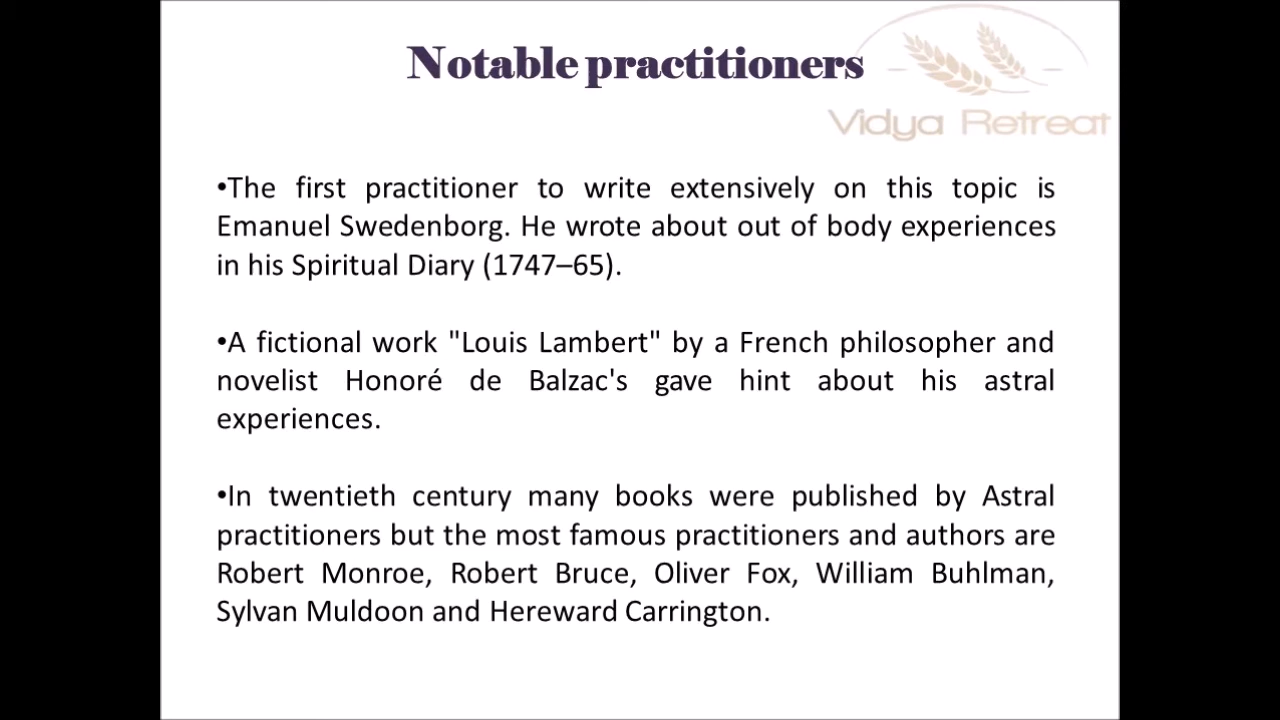 Notable practitioners
Vidya Retreat
•The first practitioner to write extensively on this topic is
Emanuel Swedenborg. He wrote about out of body experiences
in his Spiritual Diary (1747–65).
•A fictional work "Louis Lambert" by a French philosopher and
novelist Honoré de Balzac's gave hint about his astral
experiences.
•In twentieth century many books were published by Astral
practitioners but the most famous practitioners and authors are
Robert Monroe, Robert Bruce, Oliver Fox, William Buhlman,
Sylvan Muldoon and Hereward Carrington.